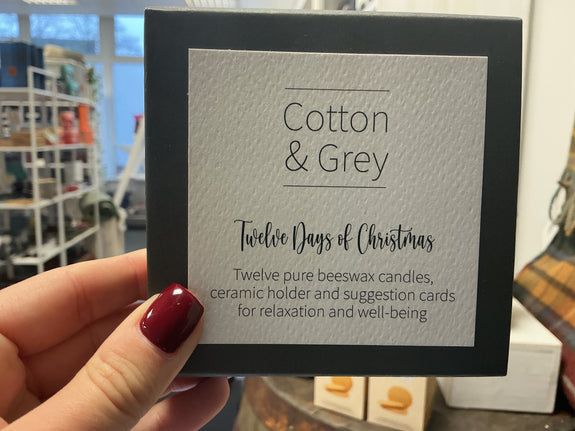 Cotton
& Grey
Twelve Days of Christmas
Twelve pure beeswax candles,
ceramic holder and suggestion cards
for relaxation and well-being